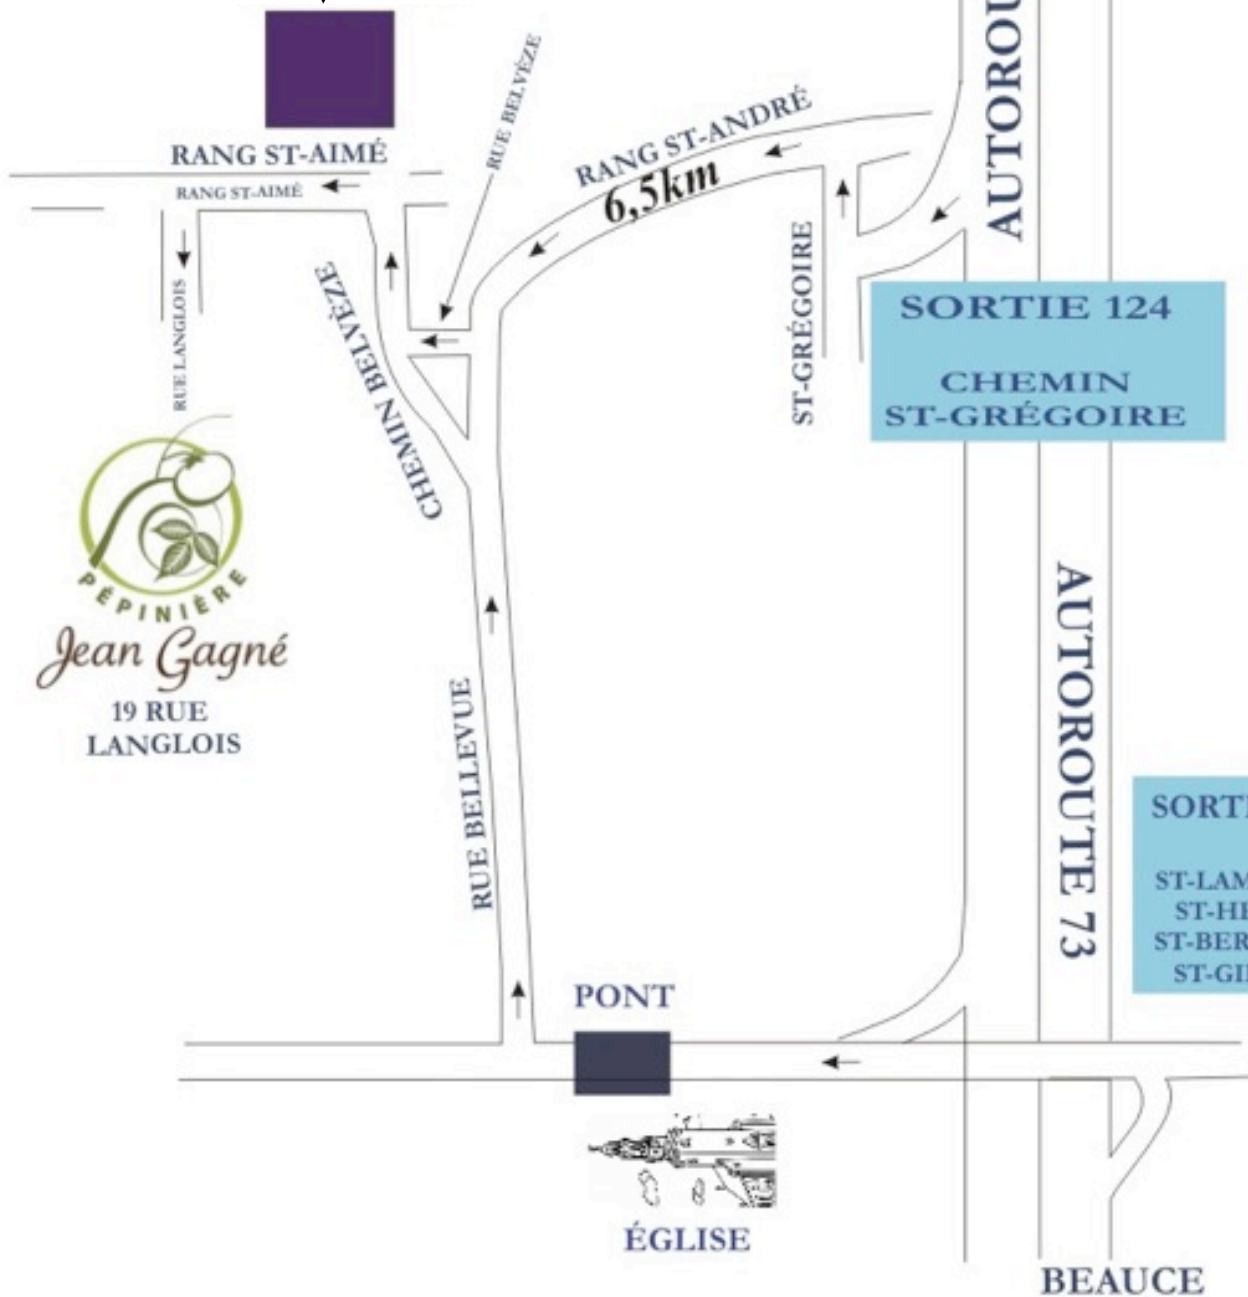 AUTOROU
RUE BELVÈZE
RANG ST-ANDRÉ
6,5km
RANG ST-AIMÉ
RANG ST-AIMÉ
RUE LANGLOIS
CHEMIN BELVÈZE
ST-GRÉGOIRE
SORTIE 124
CHEMIN
ST-GRÉGOIRE
PÉPINIÈRE
Jean Gagné
19 RUE
LANGLOIS
RUE BELLEVUE
AUTOROUTE 73
SORTI
ST-LAM
ST-HE
ST-BER
ST-GI
PONT
ÉGLISE
BEAUCE